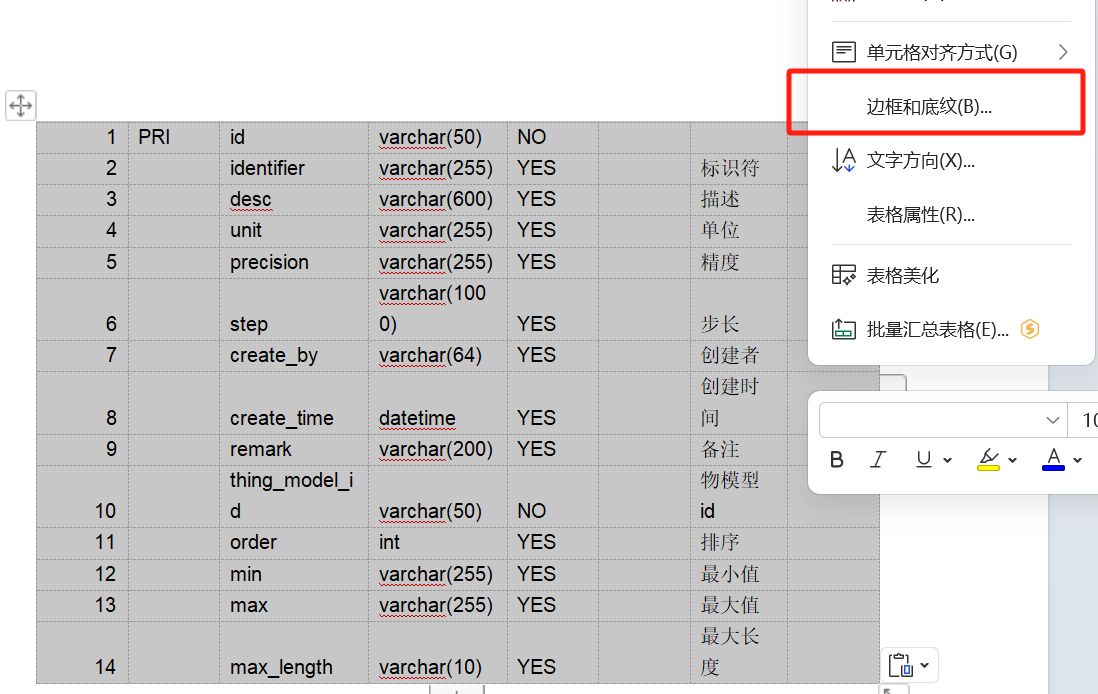 单元格对齐方式(G)
边框和底纹(B)...
文字方向(X)...
表格属性(R)...
表格美化
批量汇总表格(E)...
1 PRI id varchar(50) NO
2 identifier varchar(255) YES 标识符
3 desc varchar(600) YES 描述
4 unit varchar(255) YES 单位
5 precision varchar(255) YES 精度
varchar(100
6 step 0) YES 步长
7 create_by varchar(64) YES 创建者
创建时
8 create_time datetime YES 间
9 remark varchar(200) YES 备注
thing_model_i 物模型
10 d varchar(50) NO id
11 order int YES 排序
12 min varchar(255) YES 最小值
13 max varchar(255) YES 最大值
最大长
14 max_length varchar(10) YES 度
10
B I U A